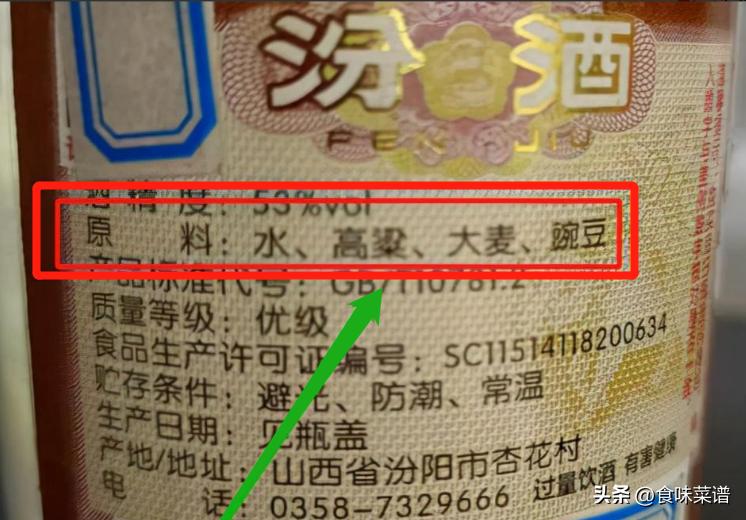 汾酒
FEN JIU
酒精度：53%vol
原料：水、高粱、大麦、豌豆
产品标准代号：GB/T10781.2
质量等级：优级
食品生产许可证编号：SC11514118200634
贮存条件：避光、防潮、常温
生产日期：见瓶盖
产地/地址：山西省汾阳市杏花村
电话：0358-7329666
过量饮酒 有害健康
头条 @食味菜谱